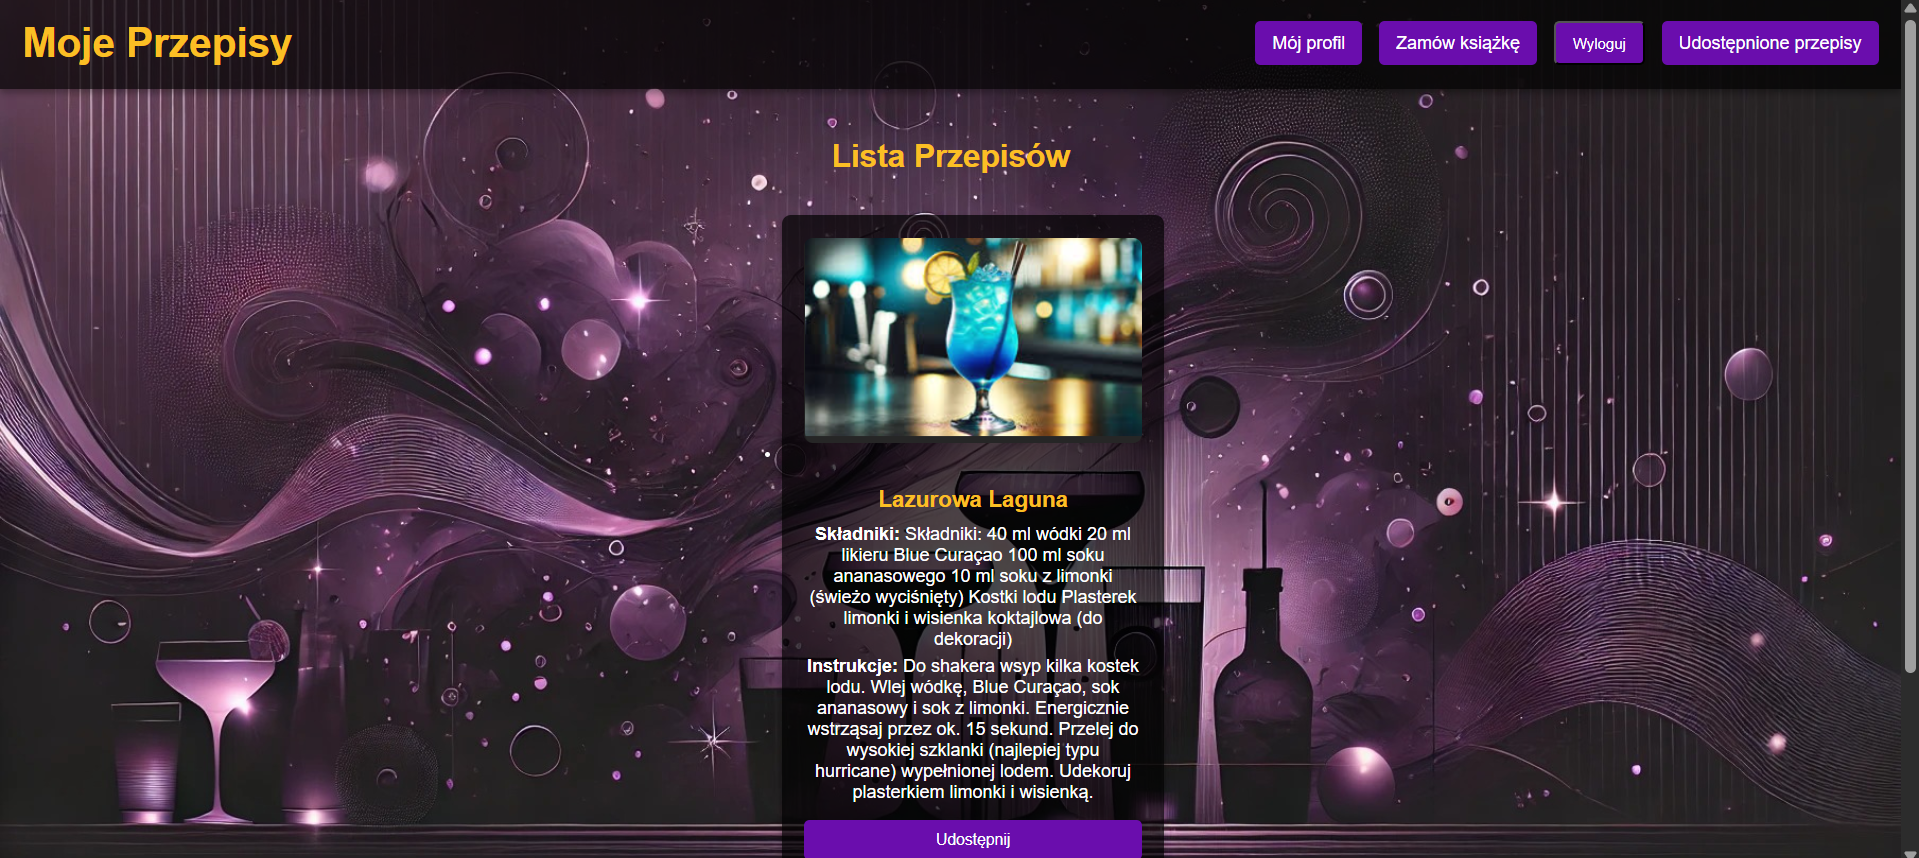 Moje Przepisy
Mój profil
Zamów książkę
Wyloguj
Udostępnione przepisy
Lista Przepisów
Lazurowa Laguna
Składniki: Składniki: 40 ml wódki 20 ml
likieru Blue Curaçao 100 ml soku
ananasowego 10 ml soku z limonki
(świeżo wyciśnięty) Kostki lodu Plasterek
limonki i wisienka koktajlowa (do
dekoracji)
Instrukcje: Do shakera wsyp kilka kostek
lodu. Wlej wódkę, Blue Curaçao, sok
ananasowy i sok z limonki. Energicznie
wstrząsaj przez ok. 15 sekund. Przelej do
wysokiej szklanki (najlepiej typu
hurricane) wypełnionej lodem. Udekoruj
plasterkiem limonki i wisienką.
Udostępnij